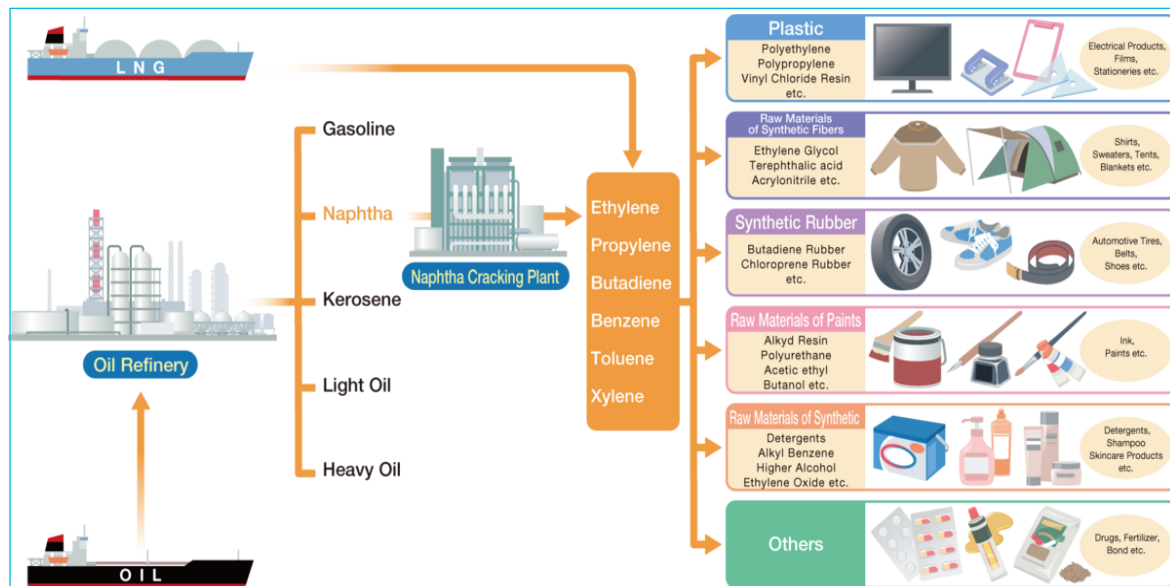 LNG
Gasoline
Naphtha
Kerosene
Light Oil
Heavy Oil
Oil Refinery
OIL
Naphtha Cracking Plant
Ethylene
Propylene
Butadiene
Benzene
Toluene
Xylene
Plastic
Polyethylene
Polypropylene
Vinyl Chloride Resin
etc.
Electrical Products,
Films,
Stationeries etc.
Raw Materials
of Synthetic Fibers
Ethylene Glycol
Terephthalic acid
Acrylonitrile etc.
Shirts,
Sweaters, Tents,
Blankets etc.
Synthetic Rubber
Butadiene Rubber
Chloroprene Rubber
etc.
Automotive Tires,
Belts,
Shoes etc.
Raw Materials of Paints
Alkyd Resin
Polyurethane
Acetic ethyl
Butanol etc.
Ink,
Paints etc.
Raw Materials of Synthetic
Detergents
Alkyl Benzene
Higher Alcohol
Ethylene Oxide etc.
Detergents,
Shampoo
Skincare Products
etc.
Others
Drugs, Fertilizer,
Bond etc.